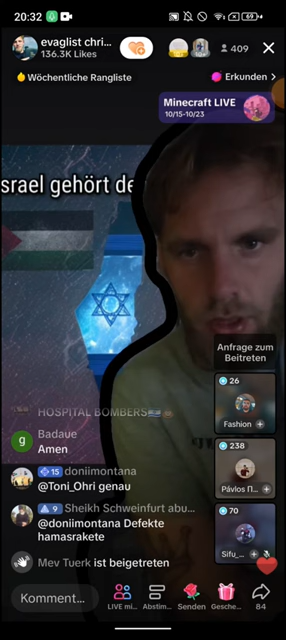 20:32
69
evaglist chri...
136.3K Likes
409
Wöchentliche Rangliste
Erkunden >
Minecraft LIVE
10/15-10/23
srael gehört de
Anfrage zum
Beitreten
26
Fashion +
HOSPITAL BOMBERS
g Badaue
Amen
238
15 doniimontana
@Toni_Ohri genau
Pávlos Π... +
9 Sheikh Schweinfurt abu...
@doniimontana Defekte
hamasrakete
70
Sifu_...
Mev Tuerk ist beigetreten
Komment...
LIVE mi...
Abstim...
Senden
Gesche...
84